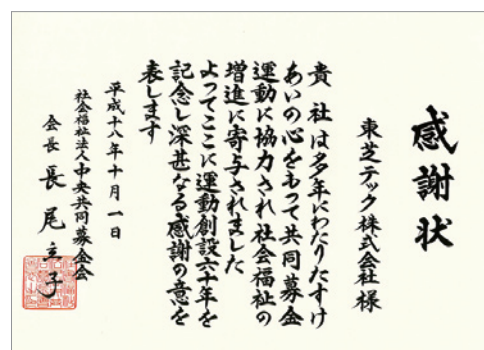 感謝状
東芝テック株式会社様
貴社は多年にわたりたすけ
あいの心をもって共同募金
運動に協力され社会福祉の
増進に寄与されました
よってここに運動創設六十年を
記念し深甚なる感謝の意を
表します
平成十八年十月一日
社会福祉法人中央共同募金会
会長 長尾立子